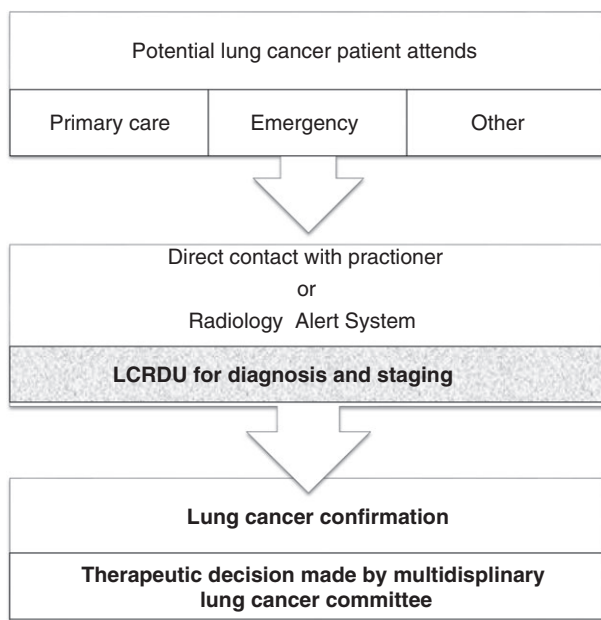 Potential lung cancer patient attends
Primary care Emergency Other
Direct contact with practioner
or
Radiology Alert System
LCRDU for diagnosis and staging
Lung cancer confirmation
Therapeutic decision made by multidisplinary
lung cancer committee